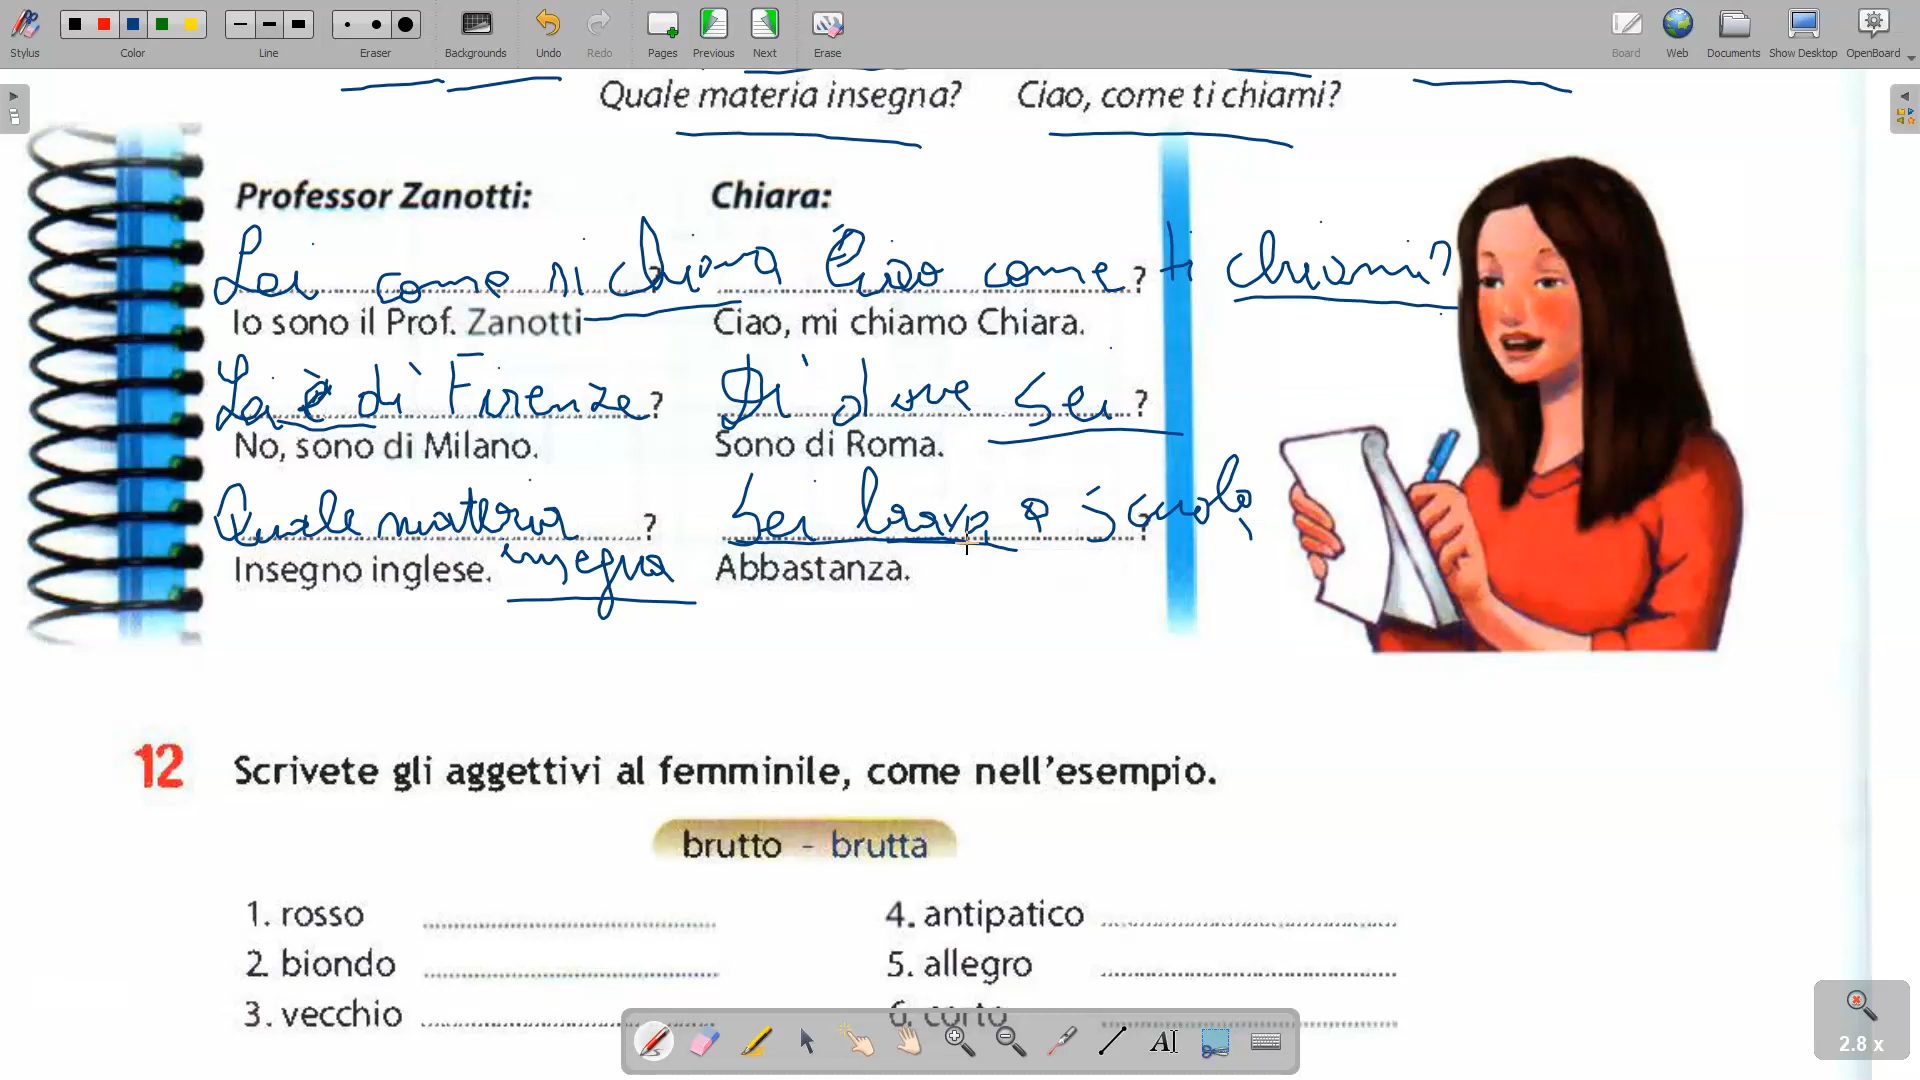 Stylus Color Line Eraser Backgrounds Undo Redo Pages Previous Next Erase Board Web Documents Show Desktop OpenBoard
Quale materia insegna? Ciao, come ti chiami?
Professor Zanotti: Chiara:
Lei come si chiama ? Ciao come ? ti chiami?
Io sono il Prof. Zanotti Ciao, mi chiamo Chiara.
Lei è di Firenze ? Di dove sei ?
No, sono di Milano. Sono di Roma.
Quale materia ? Sei brava a scuola ?
Insegno inglese. insegna Abbastanza.
12 Scrivete gli aggettivi al femminile, come nell'esempio.
brutto - brutta
1. rosso 4. antipatico
2. biondo 5. allegro
3. vecchio 6. corto
AI
2.8 x